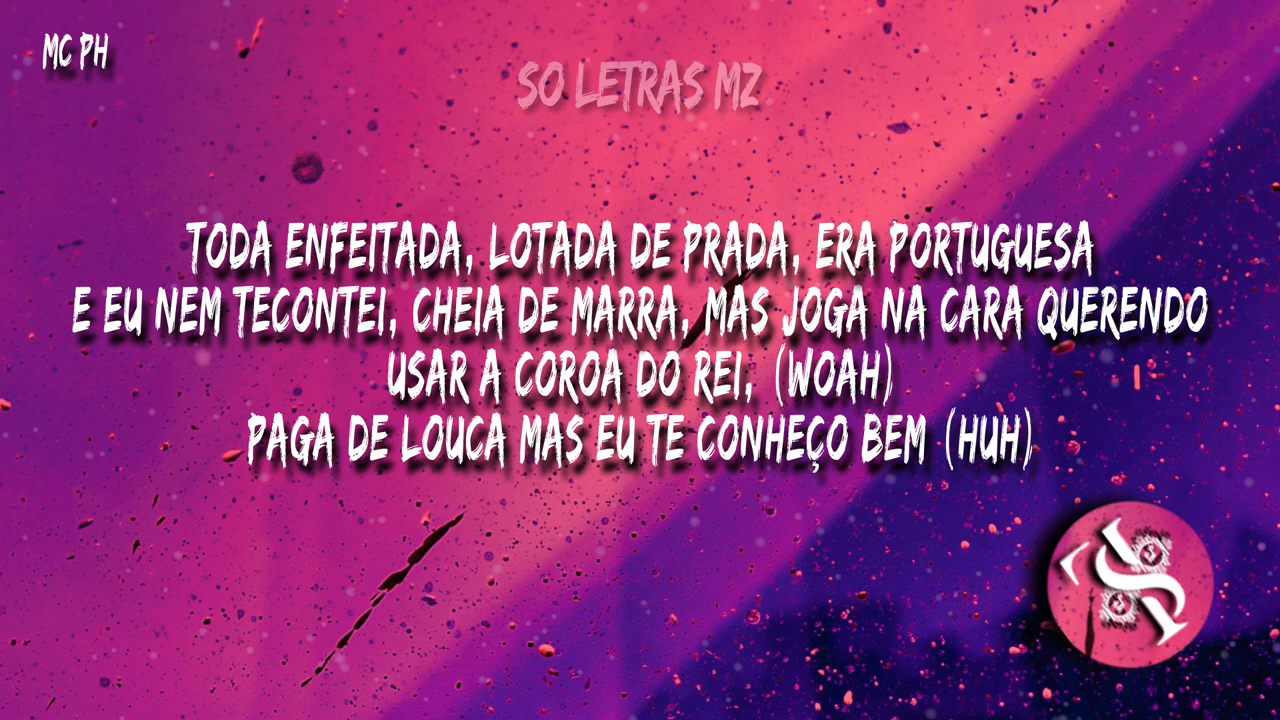 MC PH
SO LETRAS MZ
TODA ENFEITADA, LOTADA DE PRADA, ERA PORTUGUESA
E EU NEM TECONTEI, CHEIA DE MARRA, MAS JOGA NA CARA QUERENDO
USAR A COROA DO REI, (WOAH)
PAGA DE LOUCA MAS EU TE CONHEÇO BEM (HUH)